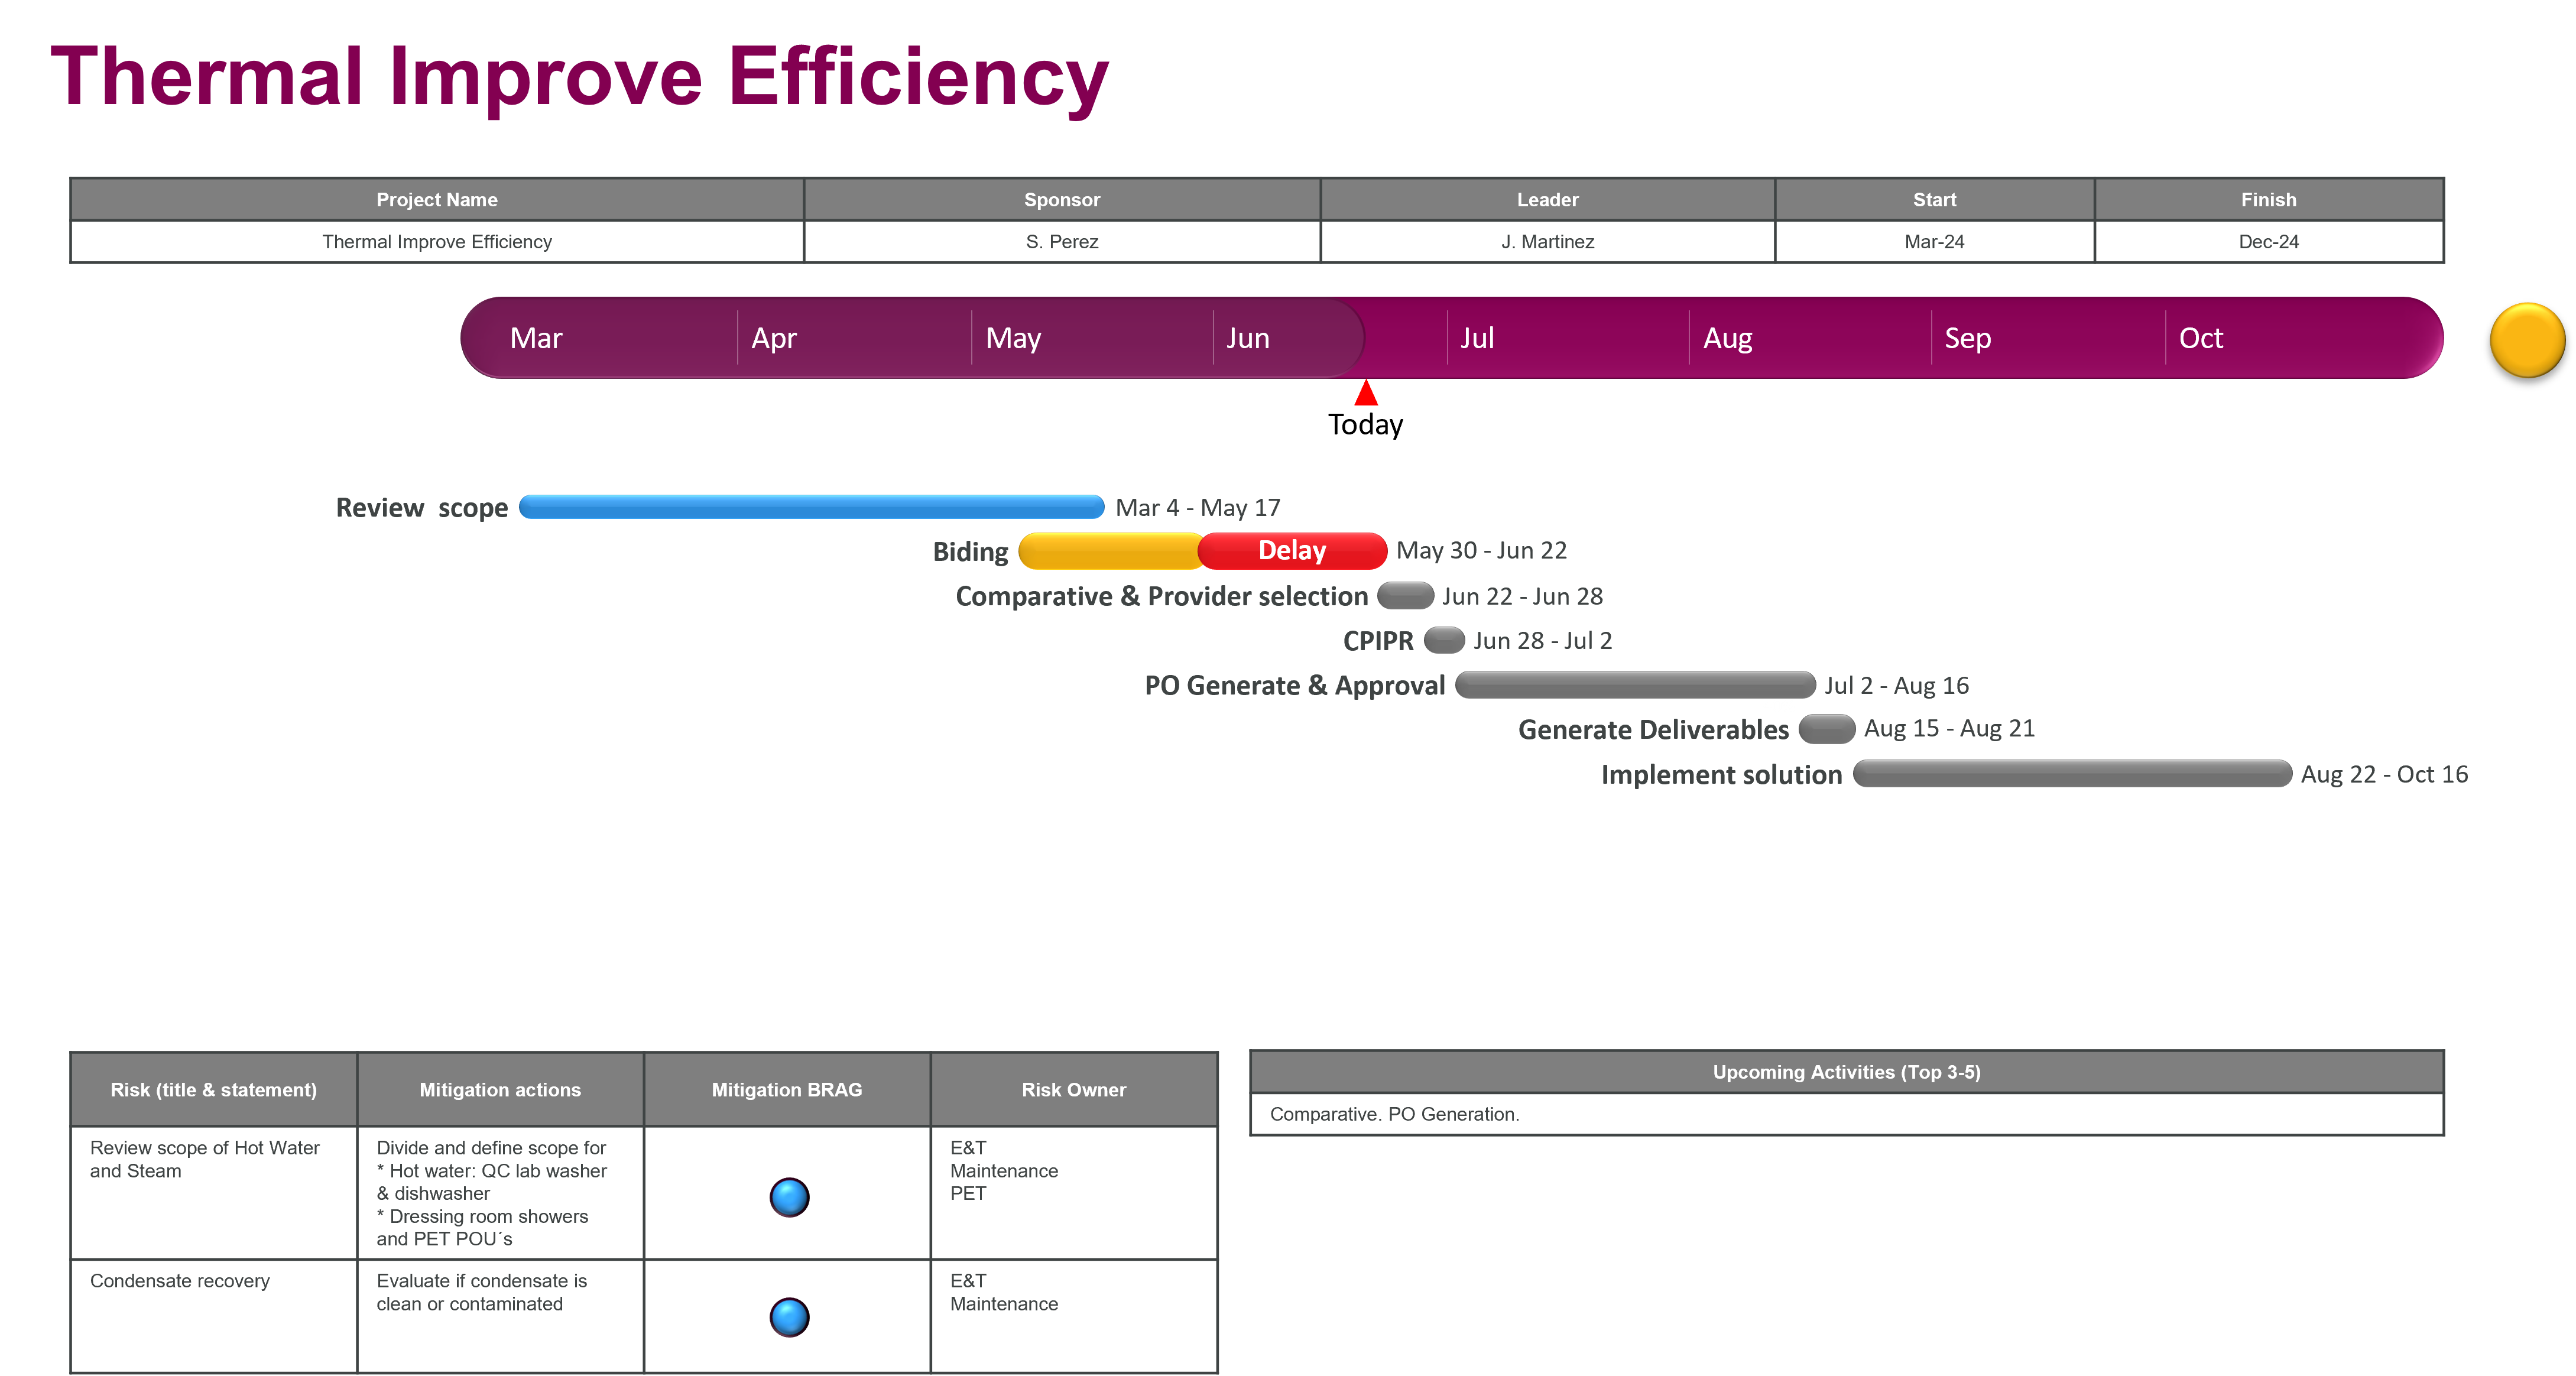 Thermal Improve Efficiency
Project Name Sponsor Leader Start Finish
Thermal Improve Efficiency S. Perez J. Martinez Mar-24 Dec-24
Mar Apr May Jun Jul Aug Sep Oct
Today
Review  scope Mar 4 - May 17
Biding Delay May 30 - Jun 22
Comparative & Provider selection Jun 22 - Jun 28
CPIPR Jun 28 - Jul 2
PO Generate & Approval Jul 2 - Aug 16
Generate Deliverables Aug 15 - Aug 21
Implement solution Aug 22 - Oct 16
Risk (title & statement) Mitigation actions Mitigation BRAG Risk Owner
Review scope of Hot Water
and Steam
Divide and define scope for
* Hot water: QC lab washer
& dishwasher
* Dressing room showers
and PET POU´s
E&T
Maintenance
PET
Condensate recovery
Evaluate if condensate is
clean or contaminated
E&T
Maintenance
Upcoming Activities (Top 3-5)
Comparative. PO Generation.